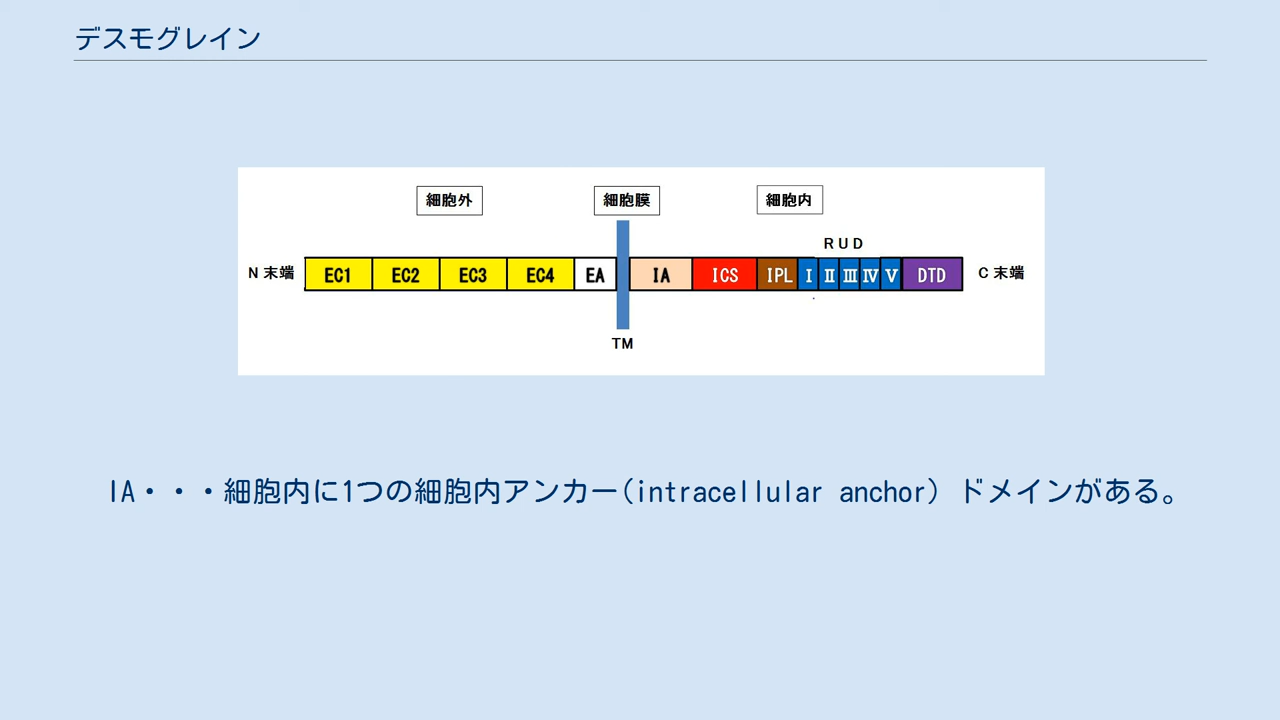 デスモグレイン
細胞外 細胞膜 細胞内
RUD
N末端 EC1 EC2 EC3 EC4 EA IA ICS IPL Ⅰ Ⅱ Ⅲ Ⅳ Ⅴ DTD C末端
TM
IA・・・細胞内に1つの細胞内アンカー(intracellular anchor) ドメインがある。